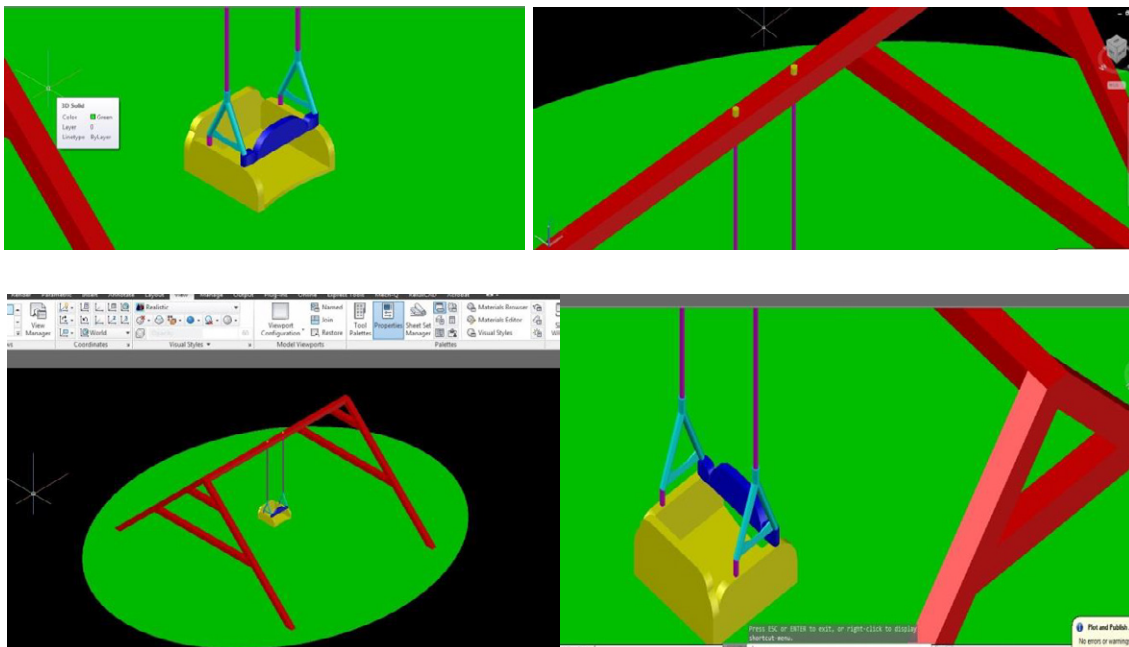 3D Solid
Color Green
Layer 0
Linetype ByLayer
View
Manager
World
Coordinates
Realistic
Visual Styles
Viewport
Configuration
Named
Join
Restore
Model Viewports
Tool
Palettes
Properties
Sheet Set
Manager
Materials Browser
Materials Editor
Visual Styles
Palettes
Press ESC or ENTER to exit, or right-click to display
shortcut menu.
Plot and Publish
No errors or warnings